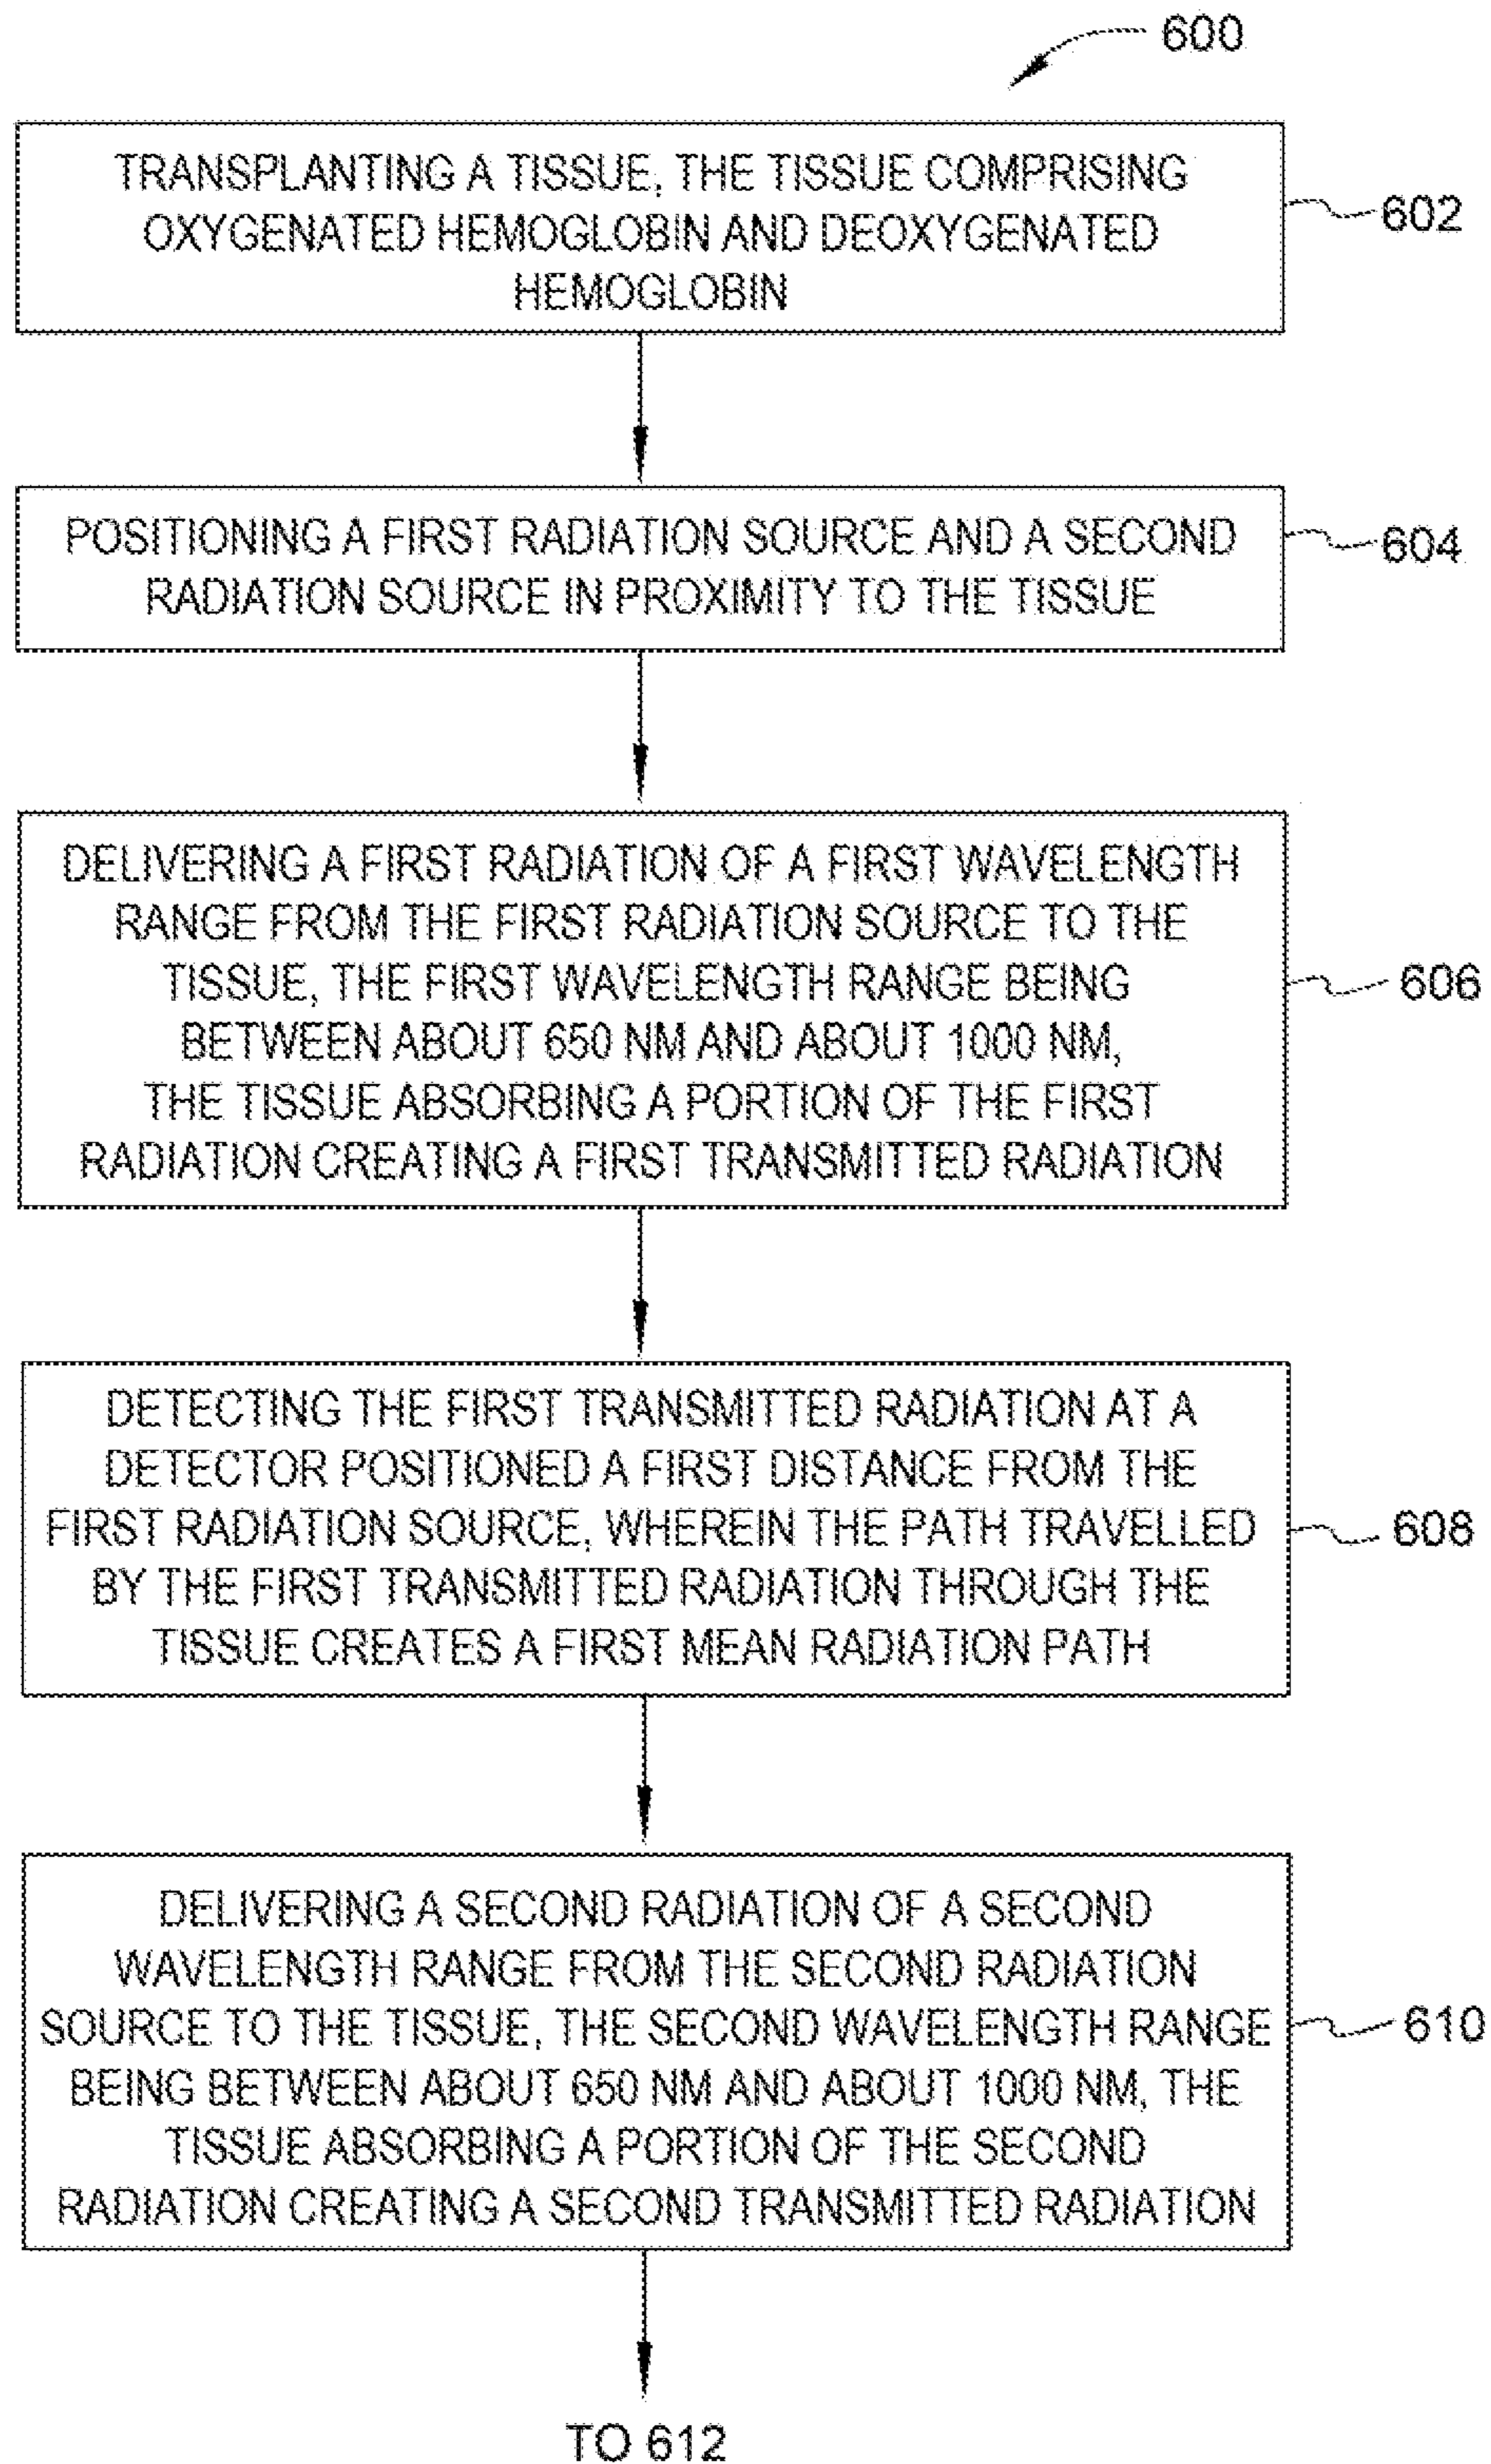 600
TRANSPLANTING A TISSUE, THE TISSUE COMPRISING
OXYGENATED HEMOGLOBIN AND DEOXYGENATED
HEMOGLOBIN
602
POSITIONING A FIRST RADIATION SOURCE AND A SECOND
RADIATION SOURCE IN PROXIMITY TO THE TISSUE
604
DELIVERING A FIRST RADIATION OF A FIRST WAVELENGTH
RANGE FROM THE FIRST RADIATION SOURCE TO THE
TISSUE, THE FIRST WAVELENGTH RANGE BEING
BETWEEN ABOUT 650 NM AND ABOUT 1000 NM,
THE TISSUE ABSORBING A PORTION OF THE FIRST
RADIATION CREATING A FIRST TRANSMITTED RADIATION
606
DETECTING THE FIRST TRANSMITTED RADIATION AT A
DETECTOR POSITIONED A FIRST DISTANCE FROM THE
FIRST RADIATION SOURCE, WHEREIN THE PATH TRAVELLED
BY THE FIRST TRANSMITTED RADIATION THROUGH THE
TISSUE CREATES A FIRST MEAN RADIATION PATH
608
DELIVERING A SECOND RADIATION OF A SECOND
WAVELENGTH RANGE FROM THE SECOND RADIATION
SOURCE TO THE TISSUE, THE SECOND WAVELENGTH RANGE
BEING BETWEEN ABOUT 650 NM AND ABOUT 1000 NM, THE
TISSUE ABSORBING A PORTION OF THE SECOND
RADIATION CREATING A SECOND TRANSMITTED RADIATION
610
TO 612